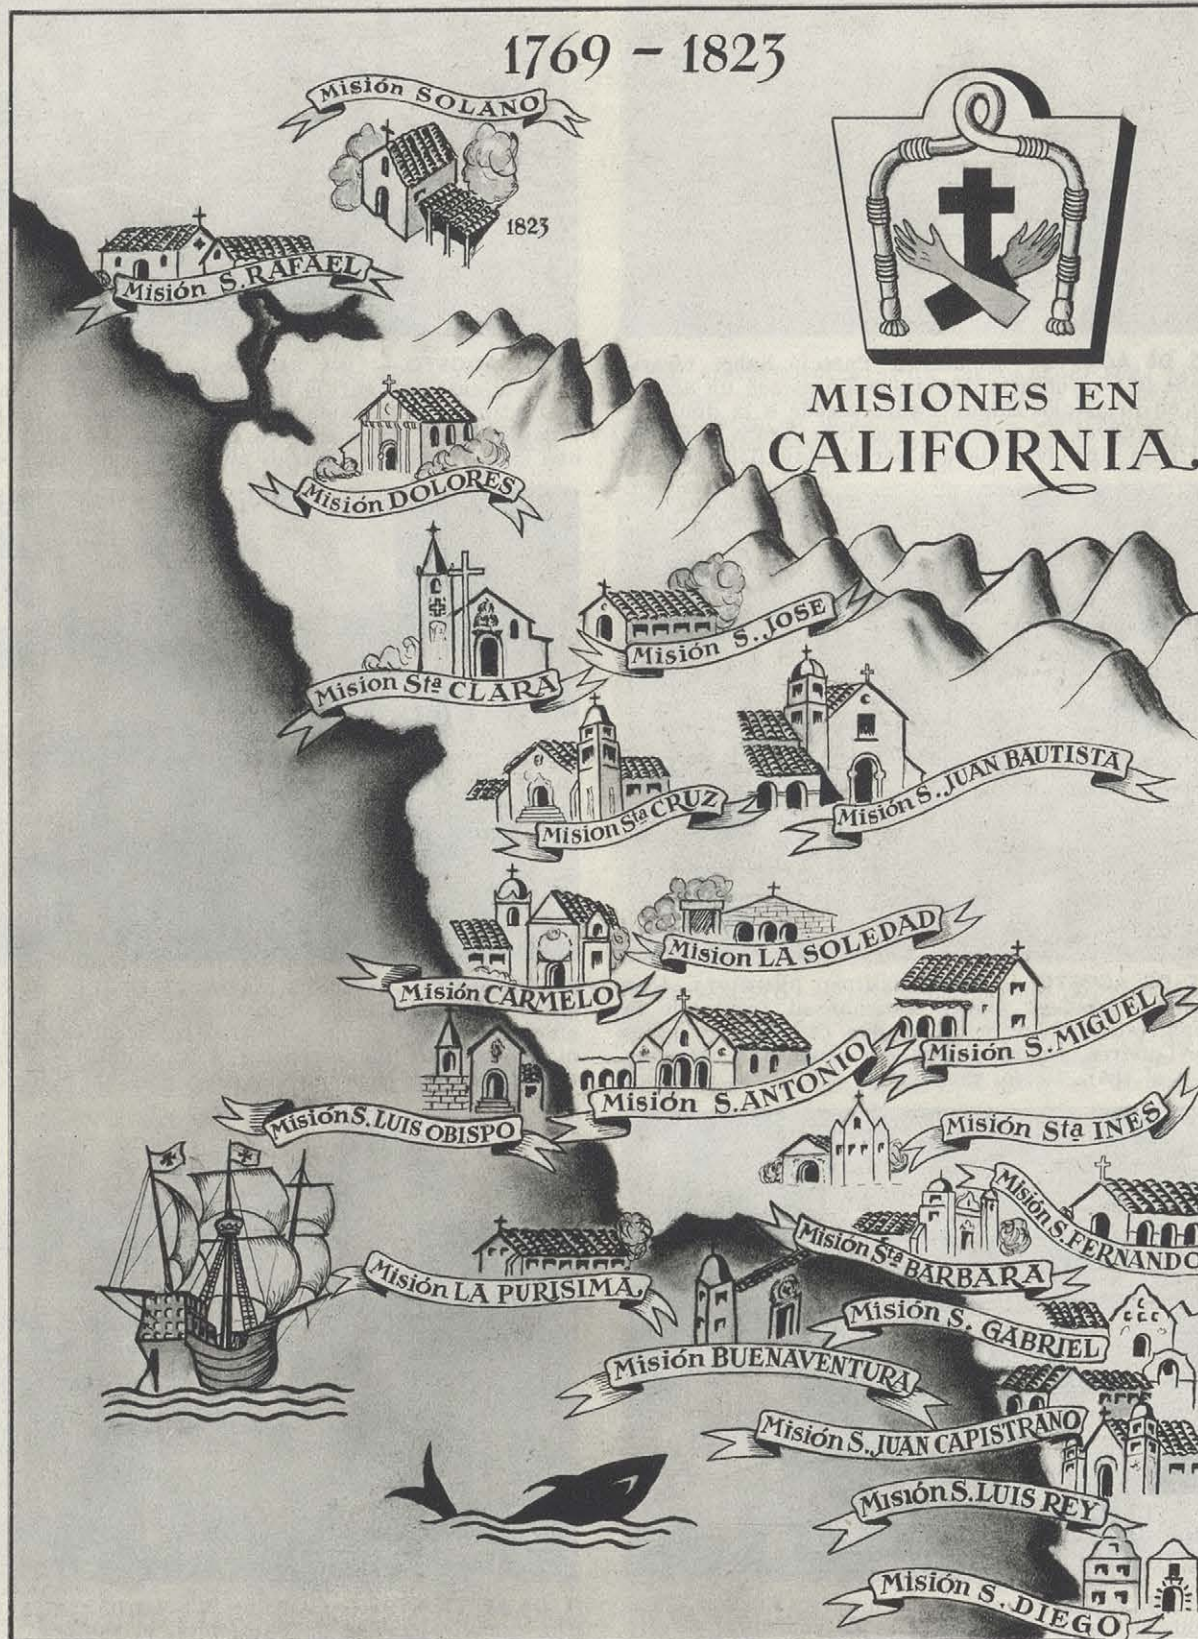 1769 – 1823
Misión SOLANO
1823
Misión S. RAFAEL
MISIONES EN
CALIFORNIA
Misión DOLORES
Misión S. JOSE
Mision Sta CLARA
Misión S. JUAN BAUTISTA
Mision Sta CRUZ
Mision LA SOLEDAD
Misión CARMELO
Misión S. MIGUEL
Misión S. ANTONIO
Misión S. LUIS OBISPO
Misión Sta INES
Misión S. FERNANDO
Misión Sta BARBARA
Misión LA PURISIMA
Misión S. GABRIEL
Misión BUENAVENTURA
Misión S. JUAN CAPISTRANO
Misión S. LUIS REY
Misión S. DIEGO